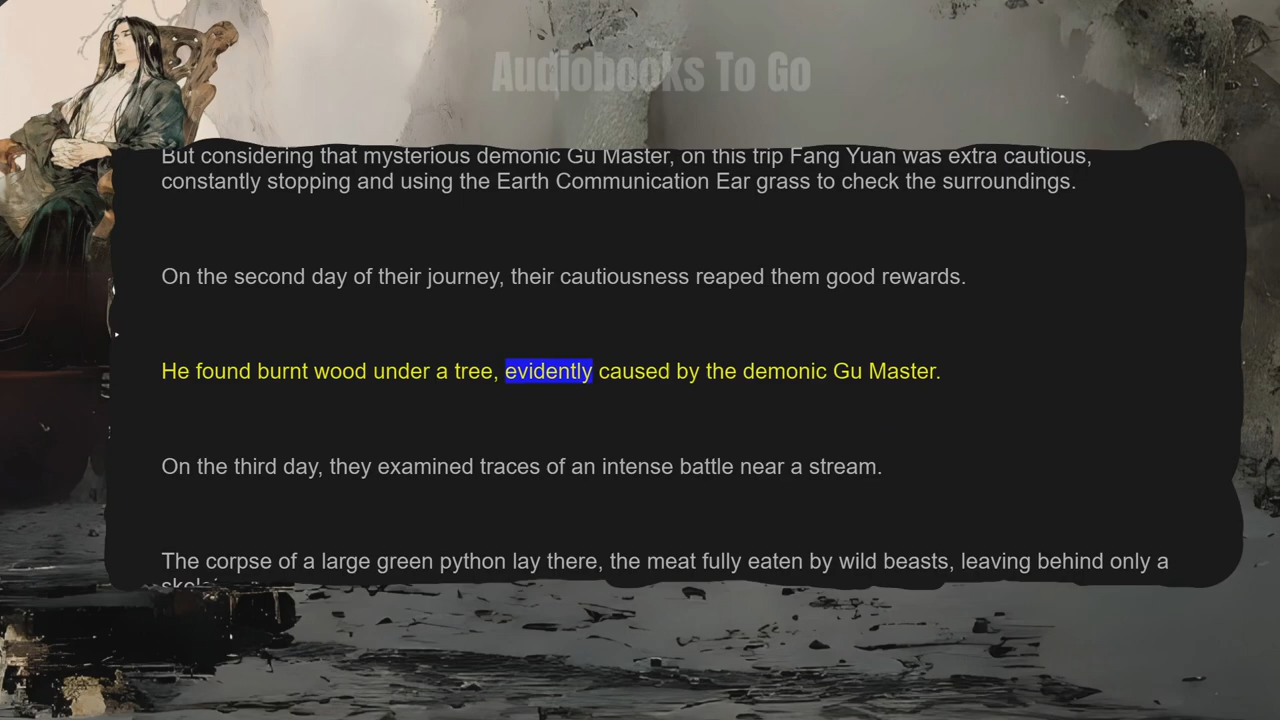 Audiobooks To Go
But considering that mysterious demonic Gu Master, on this trip Fang Yuan was extra cautious,
constantly stopping and using the Earth Communication Ear grass to check the surroundings.
On the second day of their journey, their cautiousness reaped them good rewards.
He found burnt wood under a tree, evidently caused by the demonic Gu Master.
On the third day, they examined traces of an intense battle near a stream.
The corpse of a large green python lay there, the meat fully eaten by wild beasts, leaving behind only a